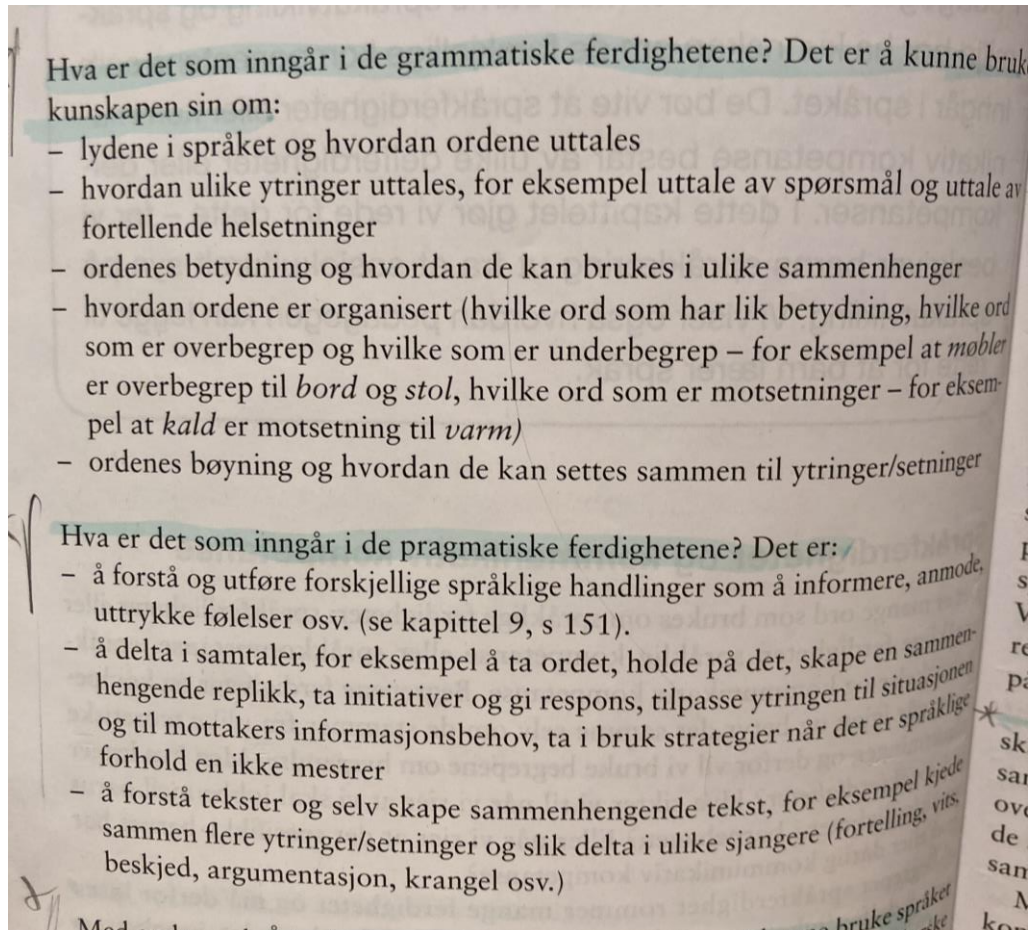 Hva er det som inngår i de grammatiske ferdighetene? Det er å kunne bruk
kunskapen sin om:
– lydene i språket og hvordan ordene uttales
– hvordan ulike ytringer uttales, for eksempel uttale av spørsmål og uttale av
fortellende helsetninger
– ordenes betydning og hvordan de kan brukes i ulike sammenhenger
– hvordan ordene er organisert (hvilke ord som har lik betydning, hvilke ord
som er overbegrep og hvilke som er underbegrep – for eksempel at møbler
er overbegrep til bord og stol, hvilke ord som er motsetninger – for eksem-
pel at kald er motsetning til varm)
– ordenes bøyning og hvordan de kan settes sammen til ytringer/setninger
Hva er det som inngår i de pragmatiske ferdighetene? Det er:
– å forstå og utføre forskjellige språklige handlinger som å informere, anmode,
uttrykke følelser osv. (se kapittel 9, s 151).
– å delta i samtaler, for eksempel å ta ordet, holde på det, skape en sammen-
hengende replikk, ta initiativer og gi respons, tilpasse ytringen til situasjonen
og til mottakers informasjonsbehov, ta i bruk strategier når det er språklige
forhold en ikke mestrer
– å forstå tekster og selv skape sammenhengende tekst, for eksempel kjede
sammen flere ytringer/setninger og slik delta i ulike sjangere (fortelling, vits,
beskjed, argumentasjon, krangel osv.)
bruke språket
sk
sar
ove
de
sam